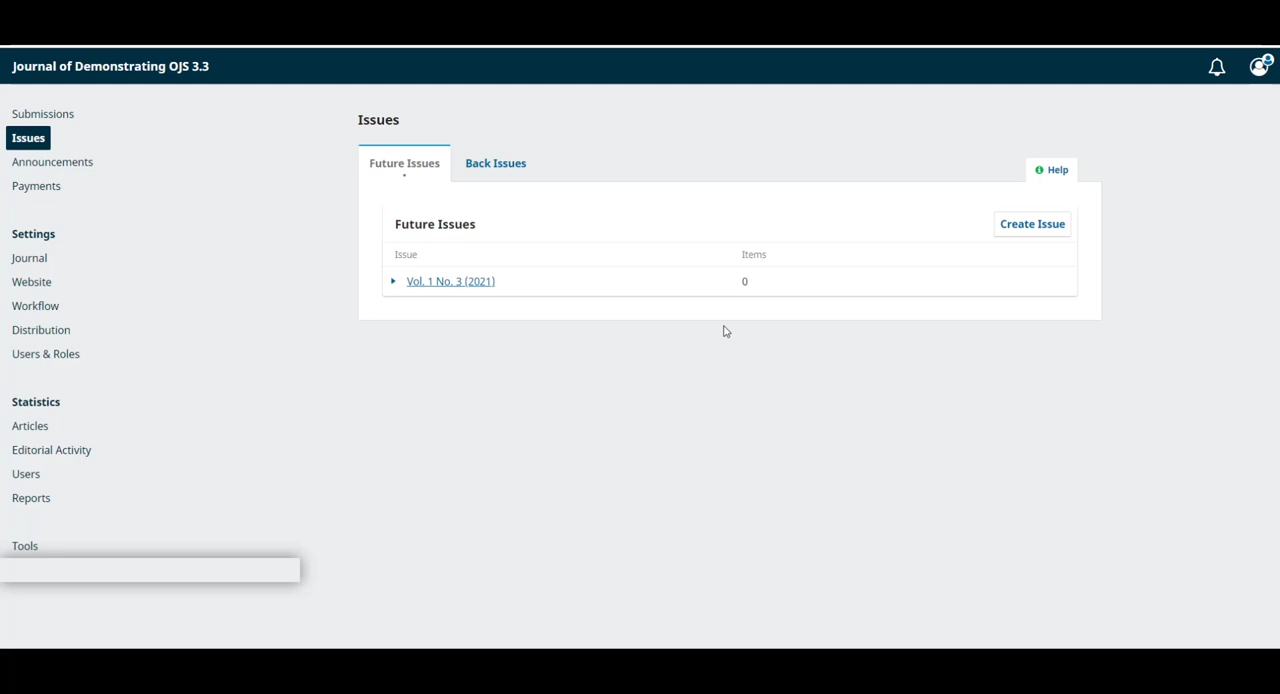 Journal of Demonstrating OJS 3.3
Submissions
Issues
Announcements
Payments
Settings
Journal
Website
Workflow
Distribution
Users & Roles
Statistics
Articles
Editorial Activity
Users
Reports
Tools
Issues
Future Issues
Back Issues
Help
Future Issues
Create Issue
Issue
Items
Vol. 1 No. 3 (2021)
0